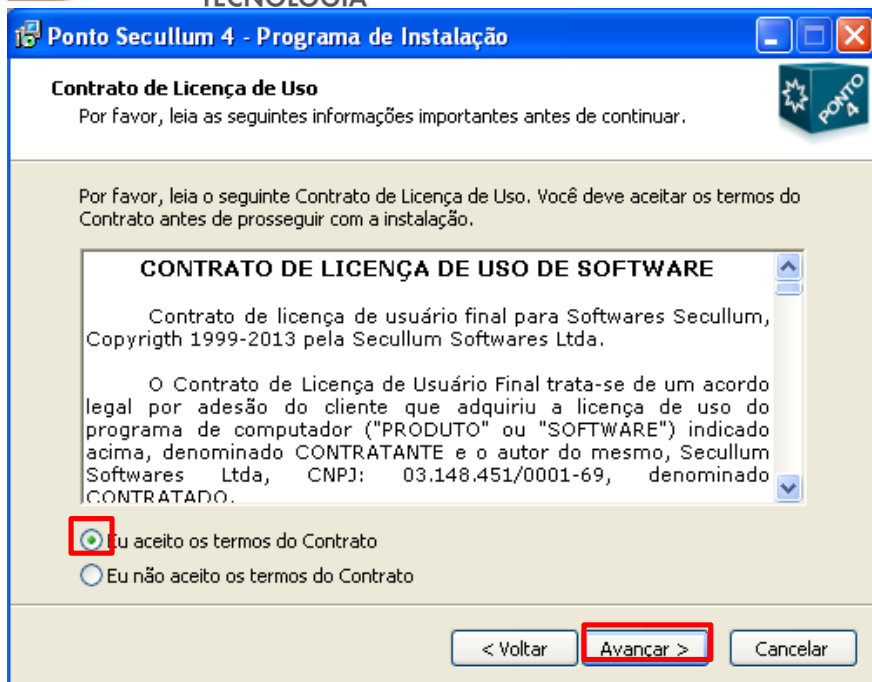 TECNOLOGIA
Ponto Secullum 4 - Programa de Instalação
Contrato de Licença de Uso
Por favor, leia as seguintes informações importantes antes de continuar.
PONTO 4
Por favor, leia o seguinte Contrato de Licença de Uso. Você deve aceitar os termos do
Contrato antes de prosseguir com a instalação.
CONTRATO DE LICENÇA DE USO DE SOFTWARE
Contrato de licença de usuário final para Softwares Secullum,
Copyrigth 1999-2013 pela Secullum Softwares Ltda.
O Contrato de Licença de Usuário Final trata-se de um acordo
legal por adesão do cliente que adquiriu a licença de uso do
programa de computador ("PRODUTO" ou "SOFTWARE") indicado
acima, denominado CONTRATANTE e o autor do mesmo, Secullum
Softwares Ltda, CNPJ: 03.148.451/0001-69, denominado
CONTRATADO.
Eu aceito os termos do Contrato
Eu não aceito os termos do Contrato
< Voltar
Avançar >
Cancelar